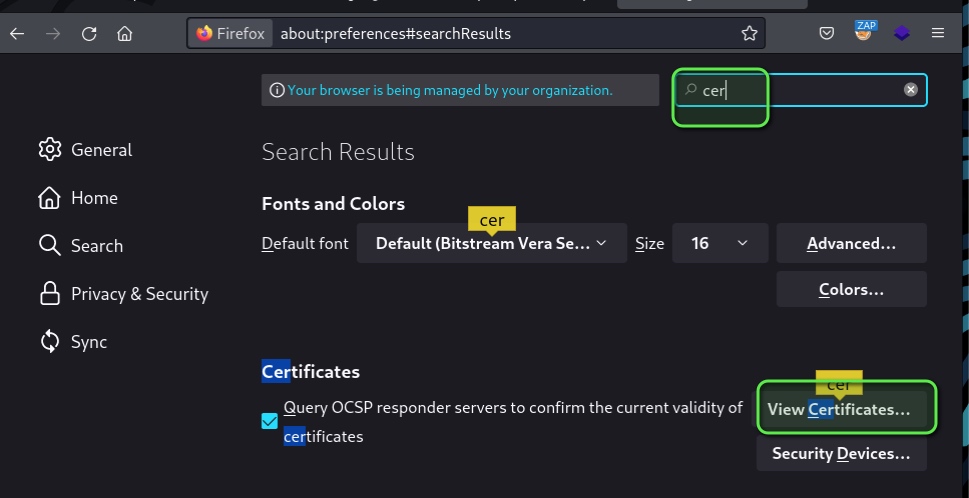 ZAP
Firefox about:preferences#searchResults
Your browser is being managed by your organization.
cer
General
Home
Search
Privacy & Security
Sync
Search Results
Fonts and Colors
cer
Default font Default (Bitstream Vera Se... Size 16 Advanced...
Colors...
Certificates
cer
Query OCSP responder servers to confirm the current validity of
certificates
View Certificates...
Security Devices...